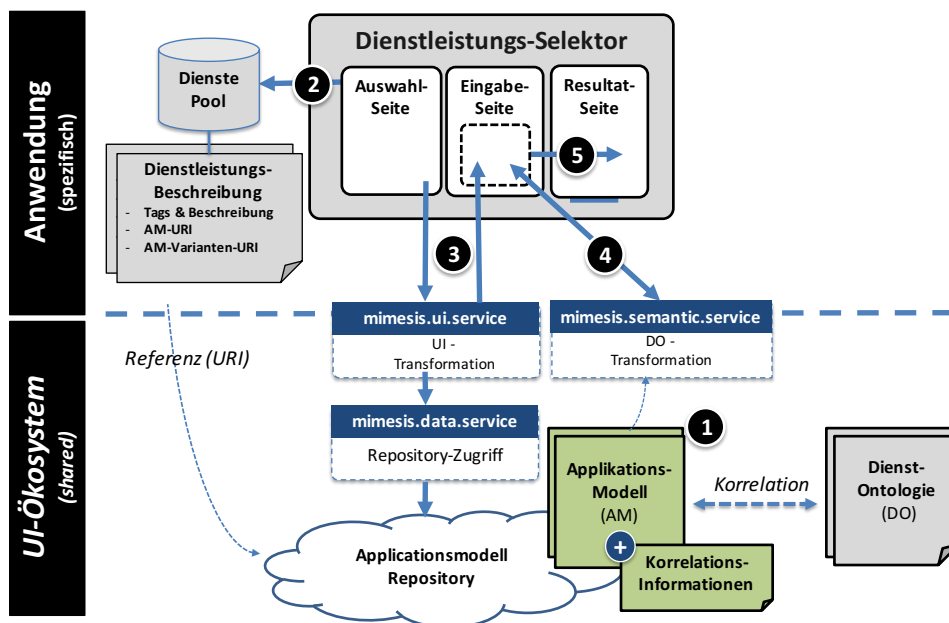 Anwendung
(spezifisch)
Dienstleistungs-Selektor
Dienste
Pool
2
Auswahl-
Seite
Eingabe-
Seite
Resultat-
Seite
5
Dienstleistungs-
Beschreibung
- Tags & Beschreibung
- AM-URI
- AM-Varianten-URI
3
4
UI-Ökosystem
(shared)
Referenz (URI)
mimesis.ui.service
UI -
Transformation
mimesis.semantic.service
DO -
Transformation
mimesis.data.service
Repository-Zugriff
1
Applikations-
Modell
(AM)
Korrelation
Dienst-
Ontologie
(DO)
+
Korrelations-
Informationen
Applicationsmodell
Repository